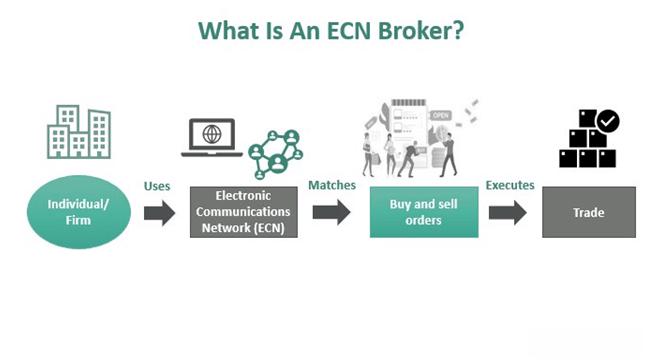 What Is An ECN Broker?
OPEN
Individual/
Firm
Uses
Electronic
Communications
Network (ECN)
Matches
Buy and sell
orders
Executes
Trade